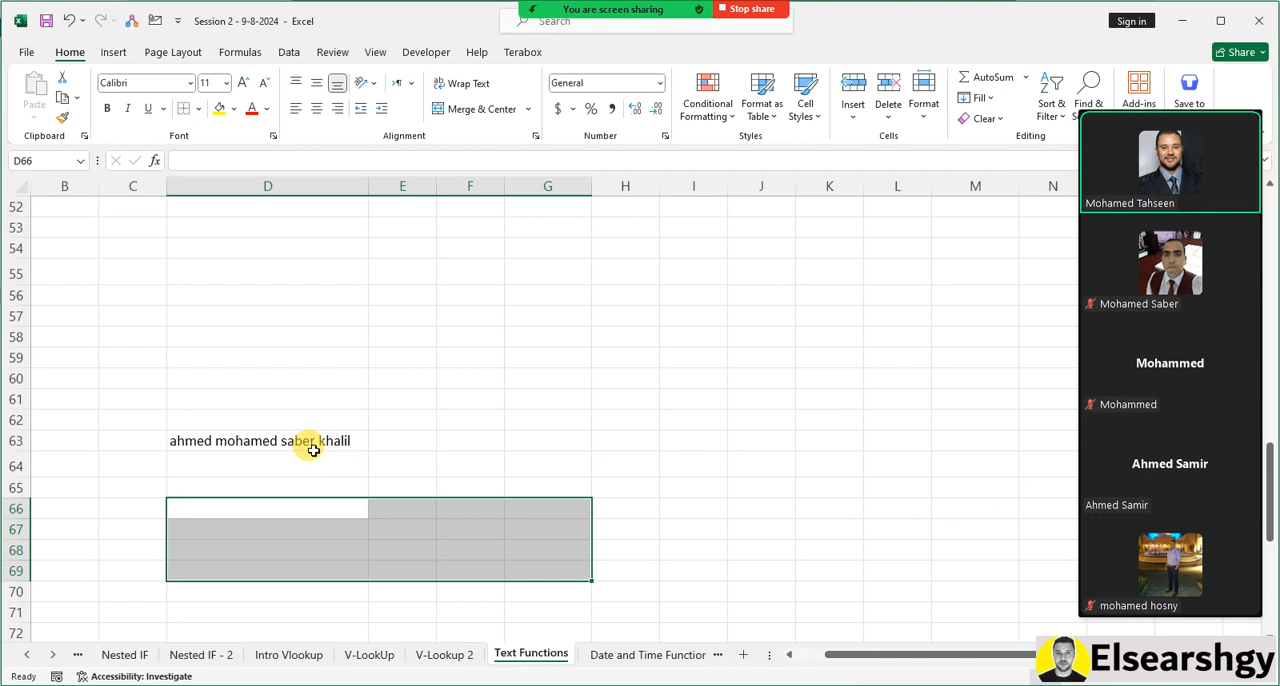 You are screen sharing
Stop share
Session 2 - 9-8-2024 - Excel
Search
Sign in
File Home Insert Page Layout Formulas Data Review View Developer Help Terabox
Share
Paste
Clipboard
Calibri 11
B I U
Font
Wrap Text
Merge & Center
Alignment
General
$ %
Number
Conditional Formatting
Format as Table
Cell Styles
Styles
Insert
Delete
Format
Cells
AutoSum
Fill
Clear
Sort & Filter
Find &
Editing
Add-ins
Save to
D66
fx
B C D E F G H I J K L M N
52
53
54
55
56
57
58
59
60
61
62
63 ahmed mohamed saber khalil
64
65
66
67
68
69
70
71
72
Mohamed Tahseen
Mohamed Saber
Mohammed
Mohammed
Ahmed Samir
Ahmed Samir
mohamed hosny
Nested IF Nested IF - 2 Intro Vlookup V-LookUp V-Lookup 2 Text Functions Date and Time Function
Ready
Accessibility: Investigate
Elsearshgy